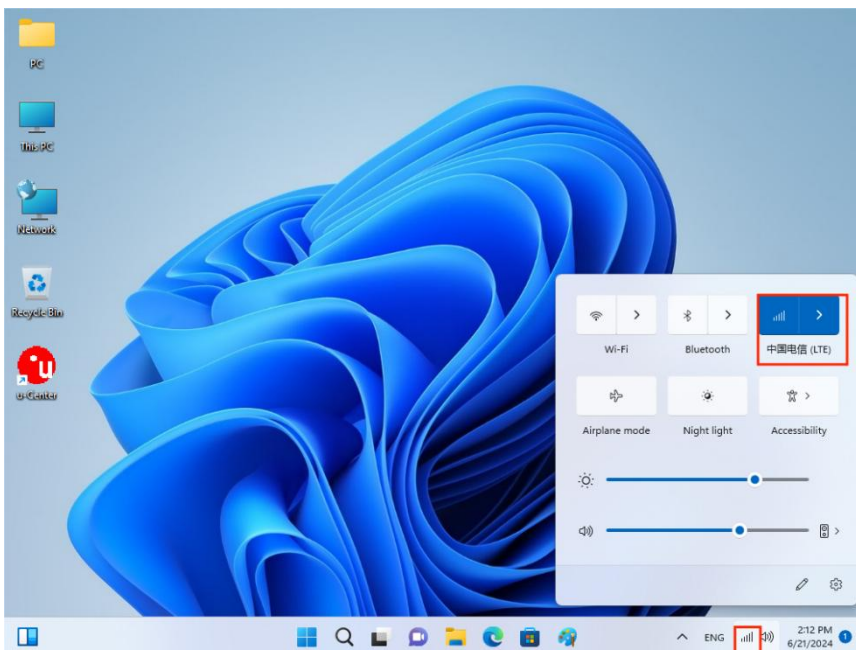 PC
This PC
Network
Recycle Bin
u
u-Center
Wi-Fi
Bluetooth
中国电信 (LTE)
Airplane mode
Night light
Accessibility
ENG
2:12 PM
6/21/2024
1